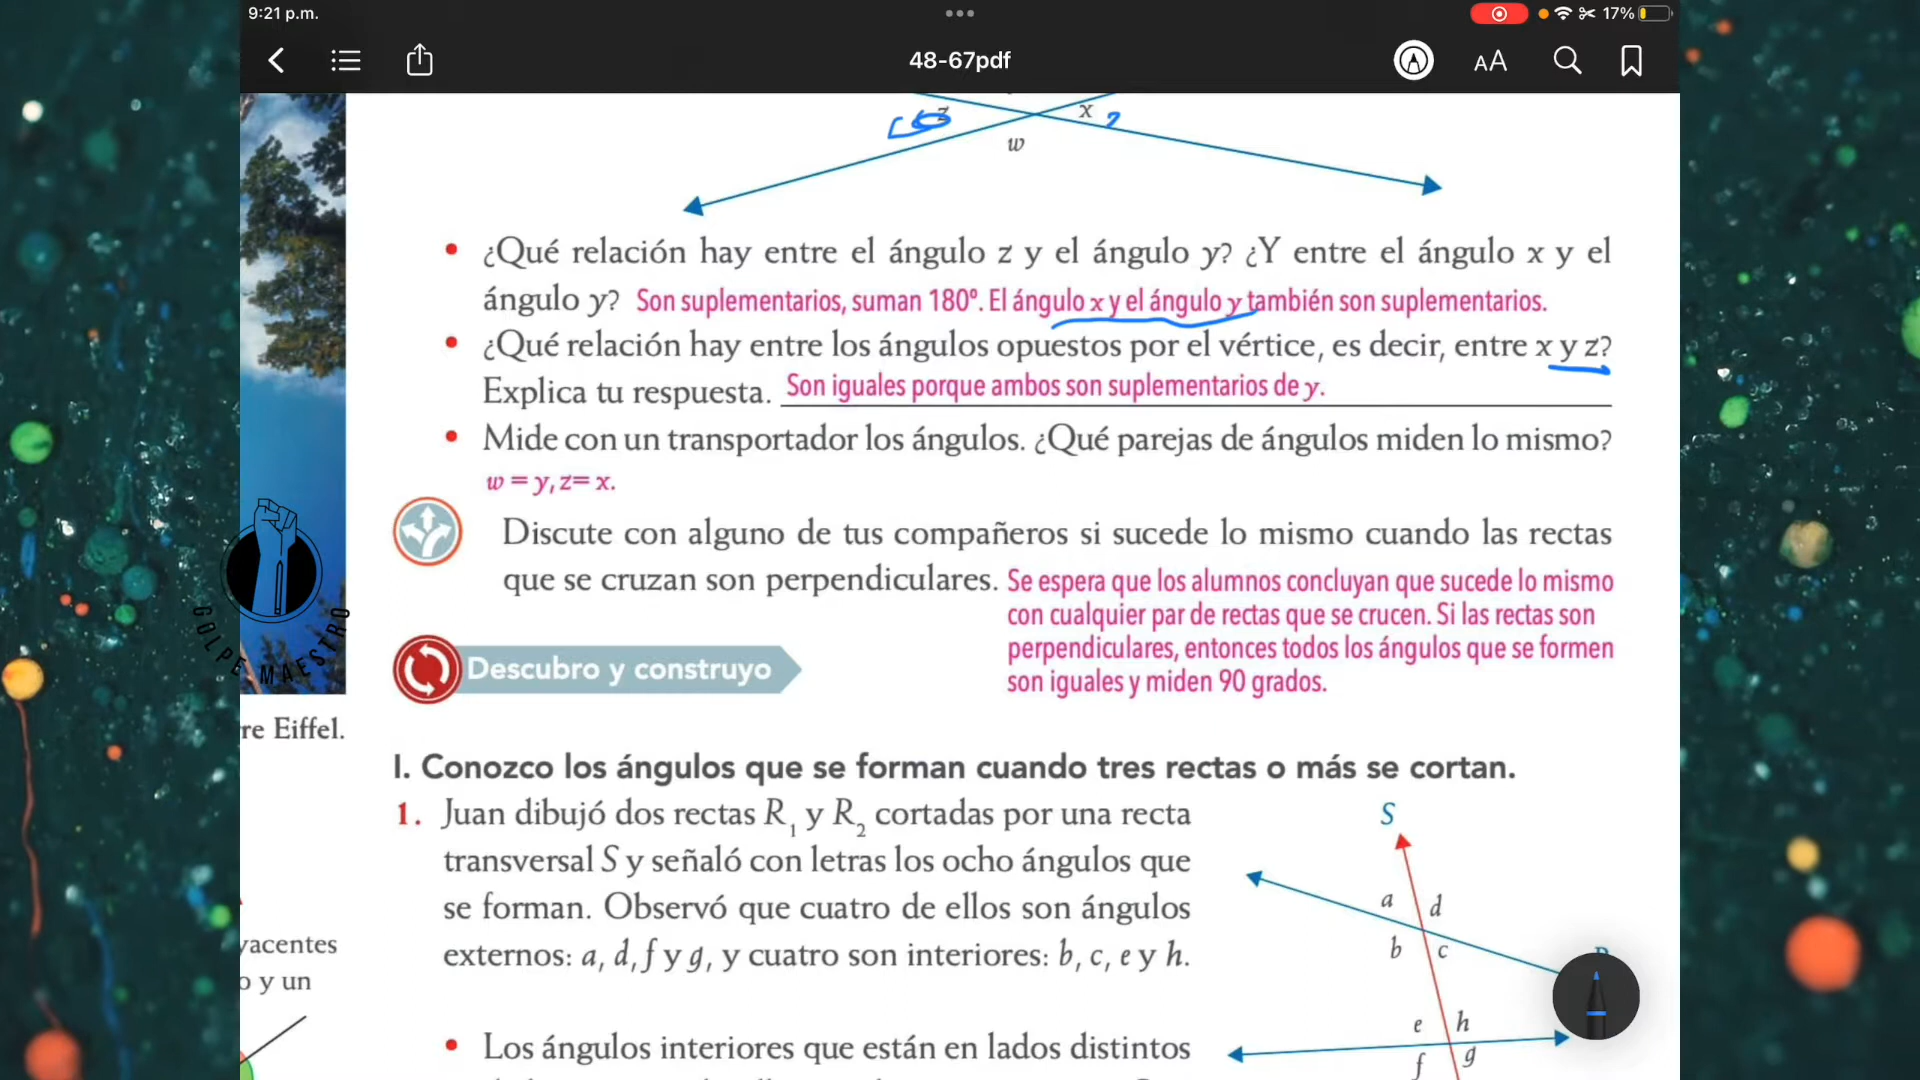 9:21 p.m.
17%
48-67pdf
AA
z
x
w
¿Qué relación hay entre el ángulo z y el ángulo y? ¿Y entre el ángulo x y el
ángulo y? Son suplementarios, suman 180º. El ángulo x y el ángulo y también son suplementarios.
¿Qué relación hay entre los ángulos opuestos por el vértice, es decir, entre x y z?
Explica tu respuesta. Son iguales porque ambos son suplementarios de y.
Mide con un transportador los ángulos. ¿Qué parejas de ángulos miden lo mismo?
w = y, z= x.
Discute con alguno de tus compañeros si sucede lo mismo cuando las rectas
que se cruzan son perpendiculares. Se espera que los alumnos concluyan que sucede lo mismo
con cualquier par de rectas que se crucen. Si las rectas son
perpendiculares, entonces todos los ángulos que se formen
son iguales y miden 90 grados.
GOLPE MAESTRO
Descubro y construyo
re Eiffel.
I. Conozco los ángulos que se forman cuando tres rectas o más se cortan.
1. Juan dibujó dos rectas R₁ y R₂ cortadas por una recta
transversal S y señaló con letras los ocho ángulos que
se forman. Observó que cuatro de ellos son ángulos
externos: a, d, f y g, y cuatro son interiores: b, c, e y h.
S
a d
b c
e h
f g
yacentes
o y un
Los ángulos interiores que están en lados distintos